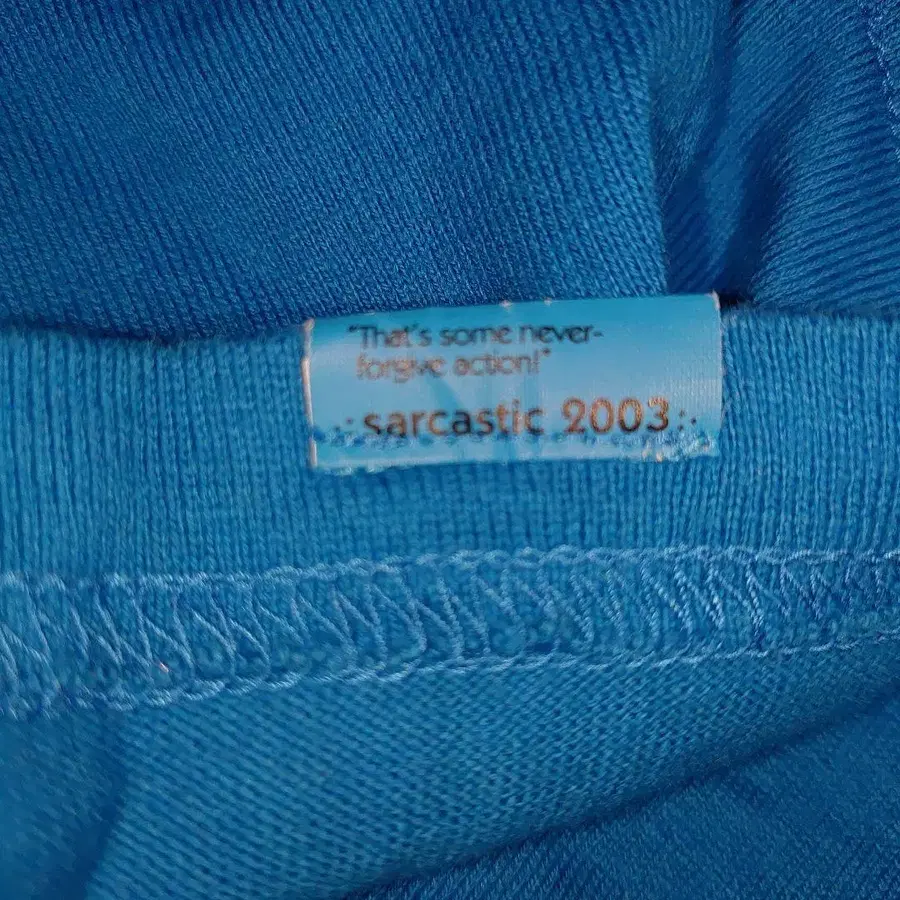 "That's some never-
forgive action!"
.:sarcastic 2003:.